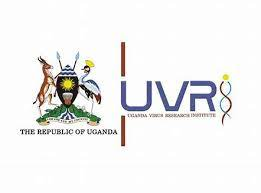 THE REPUBLIC OF UGANDA
UVRI
UGANDA VIRUS RESEARCH INSTITUTE